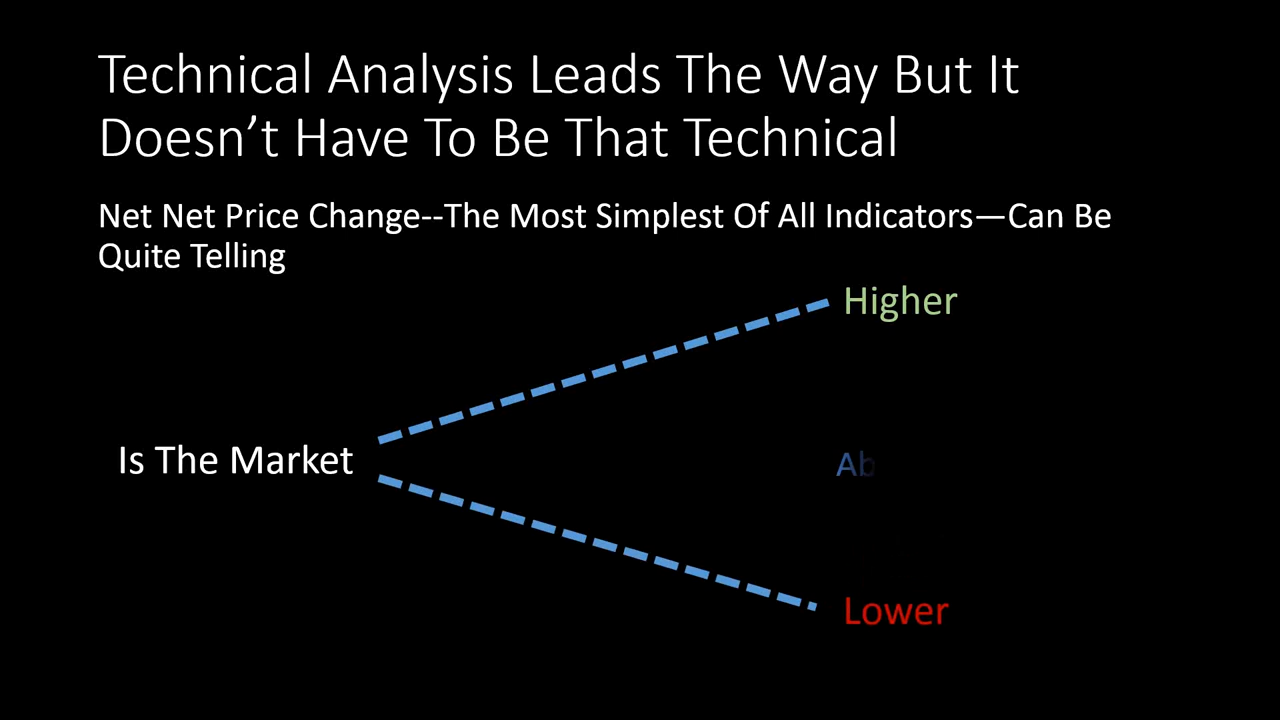 Technical Analysis Leads The Way But It
Doesn’t Have To Be That Technical
Net Net Price Change--The Most Simplest Of All Indicators—Can Be
Quite Telling
Higher
Is The Market
Lower